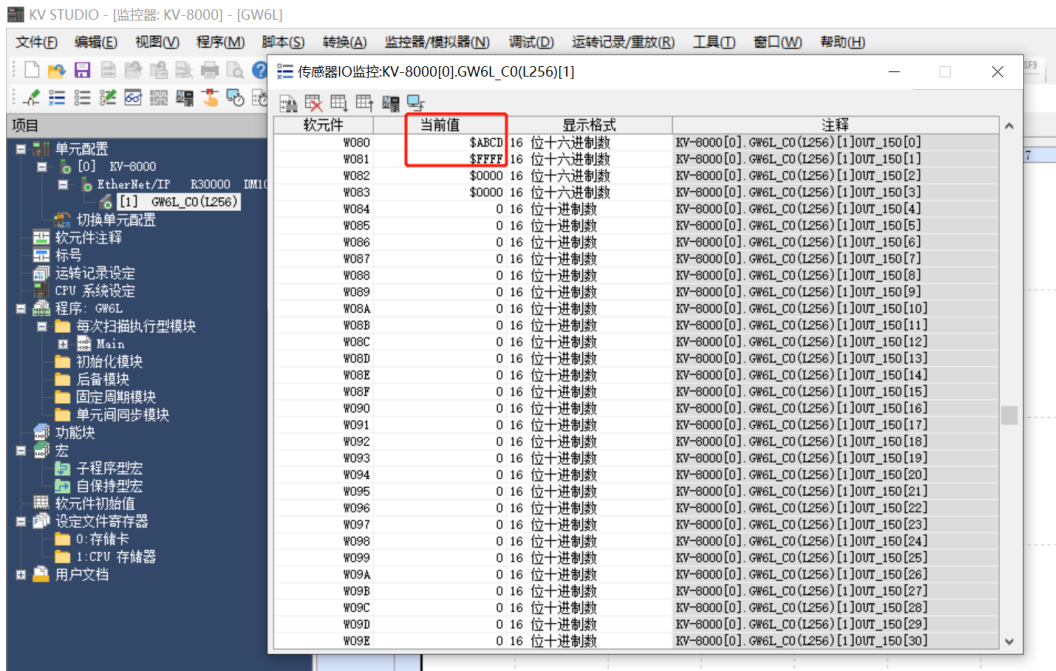 KV STUDIO - [监控器: KV-8000] - [GW6L]
文件(F) 编辑(E) 视图(V) 程序(M) 脚本(S) 转换(A) 监控器/模拟器(N) 调试(D) 运转记录/重放(R) 工具(T) 窗口(W) 帮助(H)
传感器IO监控:KV-8000[0].GW6L_C0(L256)[1]
项目
单元配置
[0] KV-8000
EtherNet/IP R30000 DM10
[1] GW6L_C0(L256)
切换单元配置
软元件注释
标号
运转记录设定
CPU 系统设定
程序: GW6L
每次扫描执行型模块
Main
初始化模块
后备模块
固定周期模块
单元间同步模块
功能块
宏
子程序型宏
自保持型宏
软元件初始值
设定文件寄存器
0:存储卡
1:CPU 存储器
用户文档
软元件 当前值 显示格式 注释
W080 $ABCD 16 位十六进制数 KV-8000[0].GW6L_C0(L256)[1]OUT_150[0]
W081 $FFFF 16 位十六进制数 KV-8000[0].GW6L_C0(L256)[1]OUT_150[1]
W082 $0000 16 位十六进制数 KV-8000[0].GW6L_C0(L256)[1]OUT_150[2]
W083 $0000 16 位十六进制数 KV-8000[0].GW6L_C0(L256)[1]OUT_150[3]
W084 0 16 位十进制数 KV-8000[0].GW6L_C0(L256)[1]OUT_150[4]
W085 0 16 位十进制数 KV-8000[0].GW6L_C0(L256)[1]OUT_150[5]
W086 0 16 位十进制数 KV-8000[0].GW6L_C0(L256)[1]OUT_150[6]
W087 0 16 位十进制数 KV-8000[0].GW6L_C0(L256)[1]OUT_150[7]
W088 0 16 位十进制数 KV-8000[0].GW6L_C0(L256)[1]OUT_150[8]
W089 0 16 位十进制数 KV-8000[0].GW6L_C0(L256)[1]OUT_150[9]
W08A 0 16 位十进制数 KV-8000[0].GW6L_C0(L256)[1]OUT_150[10]
W08B 0 16 位十进制数 KV-8000[0].GW6L_C0(L256)[1]OUT_150[11]
W08C 0 16 位十进制数 KV-8000[0].GW6L_C0(L256)[1]OUT_150[12]
W08D 0 16 位十进制数 KV-8000[0].GW6L_C0(L256)[1]OUT_150[13]
W08E 0 16 位十进制数 KV-8000[0].GW6L_C0(L256)[1]OUT_150[14]
W08F 0 16 位十进制数 KV-8000[0].GW6L_C0(L256)[1]OUT_150[15]
W090 0 16 位十进制数 KV-8000[0].GW6L_C0(L256)[1]OUT_150[16]
W091 0 16 位十进制数 KV-8000[0].GW6L_C0(L256)[1]OUT_150[17]
W092 0 16 位十进制数 KV-8000[0].GW6L_C0(L256)[1]OUT_150[18]
W093 0 16 位十进制数 KV-8000[0].GW6L_C0(L256)[1]OUT_150[19]
W094 0 16 位十进制数 KV-8000[0].GW6L_C0(L256)[1]OUT_150[20]
W095 0 16 位十进制数 KV-8000[0].GW6L_C0(L256)[1]OUT_150[21]
W096 0 16 位十进制数 KV-8000[0].GW6L_C0(L256)[1]OUT_150[22]
W097 0 16 位十进制数 KV-8000[0].GW6L_C0(L256)[1]OUT_150[23]
W098 0 16 位十进制数 KV-8000[0].GW6L_C0(L256)[1]OUT_150[24]
W099 0 16 位十进制数 KV-8000[0].GW6L_C0(L256)[1]OUT_150[25]
W09A 0 16 位十进制数 KV-8000[0].GW6L_C0(L256)[1]OUT_150[26]
W09B 0 16 位十进制数 KV-8000[0].GW6L_C0(L256)[1]OUT_150[27]
W09C 0 16 位十进制数 KV-8000[0].GW6L_C0(L256)[1]OUT_150[28]
W09D 0 16 位十进制数 KV-8000[0].GW6L_C0(L256)[1]OUT_150[29]
W09E 0 16 位十进制数 KV-8000[0].GW6L_C0(L256)[1]OUT_150[30]
7